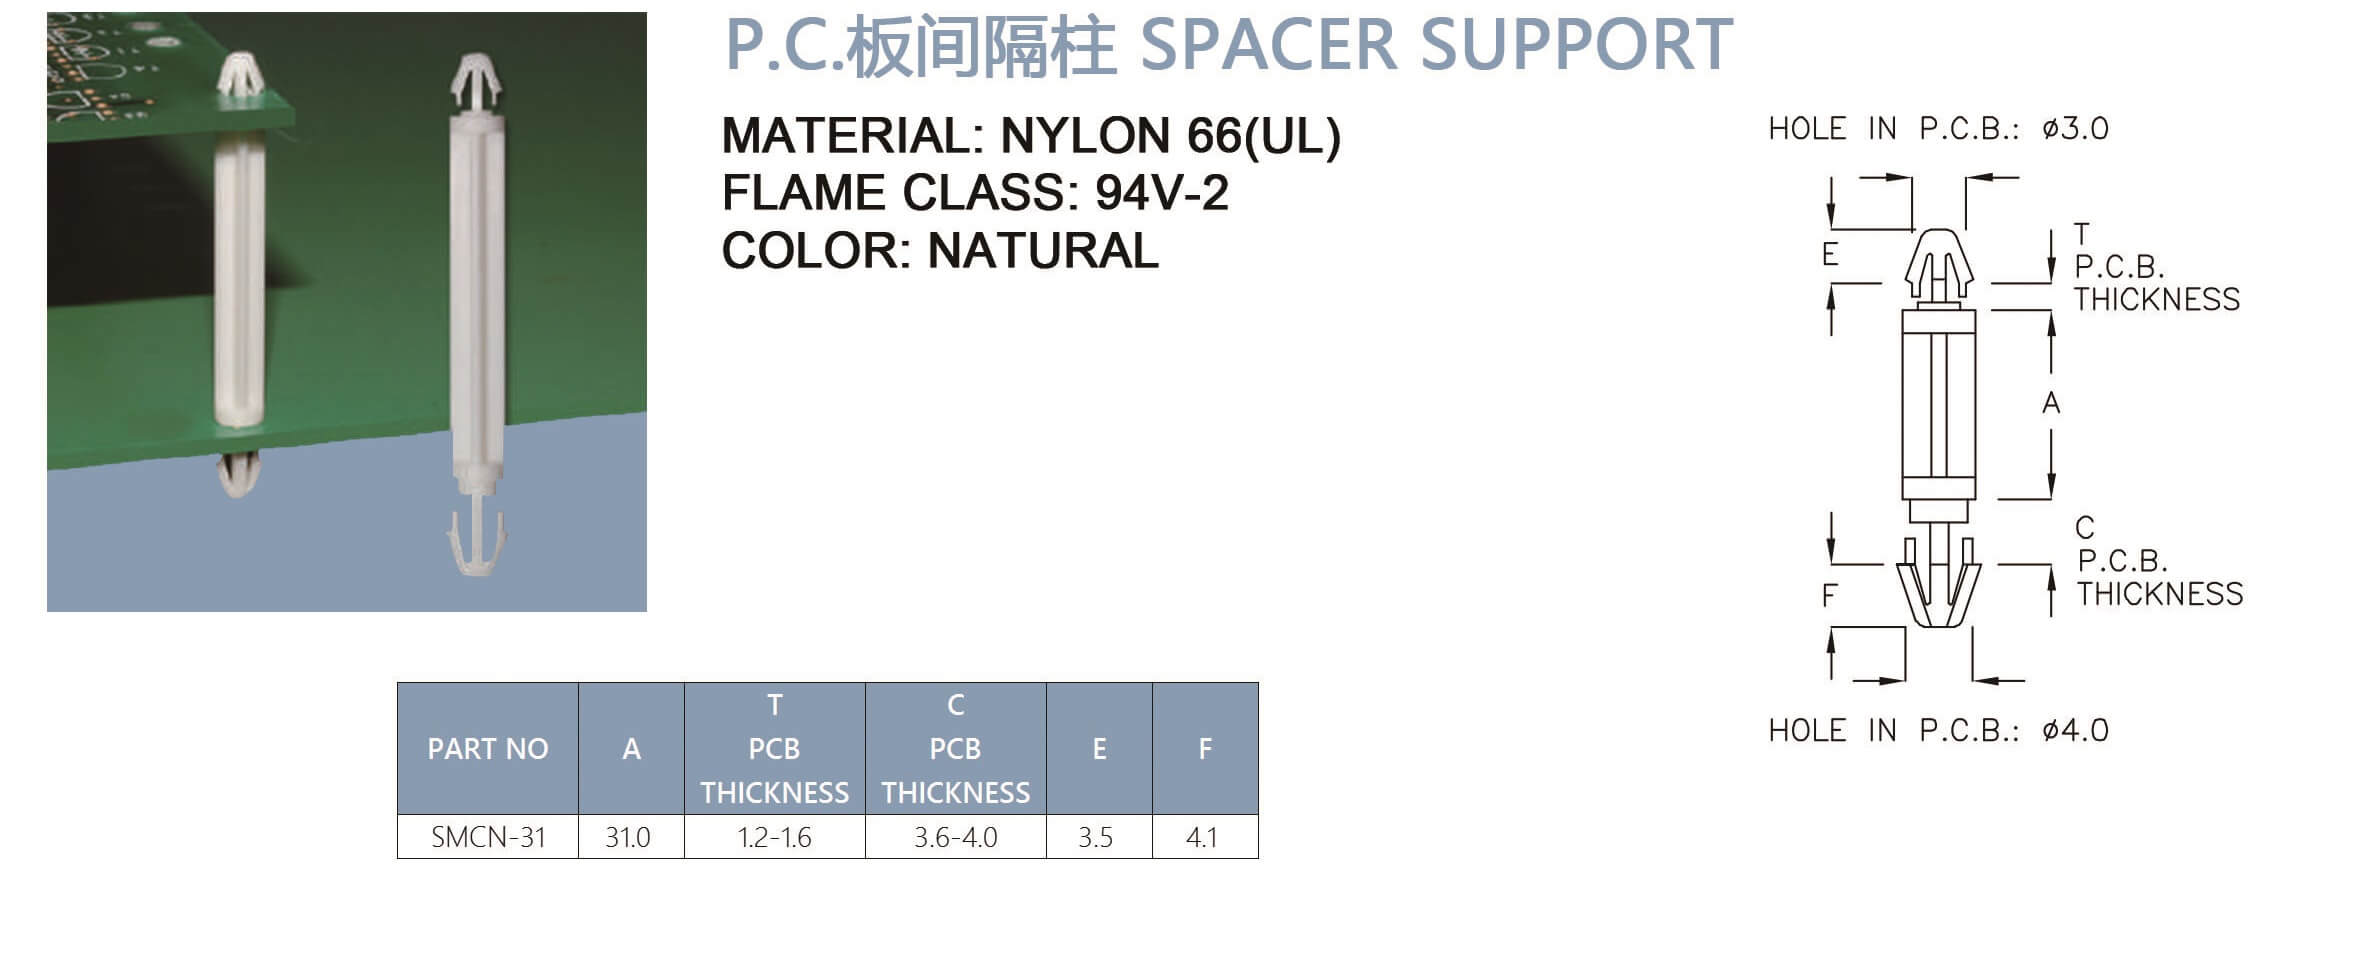 P.C.板间隔柱 SPACER SUPPORT
MATERIAL: NYLON 66(UL)
FLAME CLASS: 94V-2
COLOR: NATURAL
HOLE IN P.C.B.: ø3.0
E
T
P.C.B.
THICKNESS
A
C
P.C.B.
THICKNESS
F
HOLE IN P.C.B.: ø4.0
PART NO A T PCB THICKNESS C PCB THICKNESS E F
SMCN-31 31.0 1.2-1.6 3.6-4.0 3.5 4.1